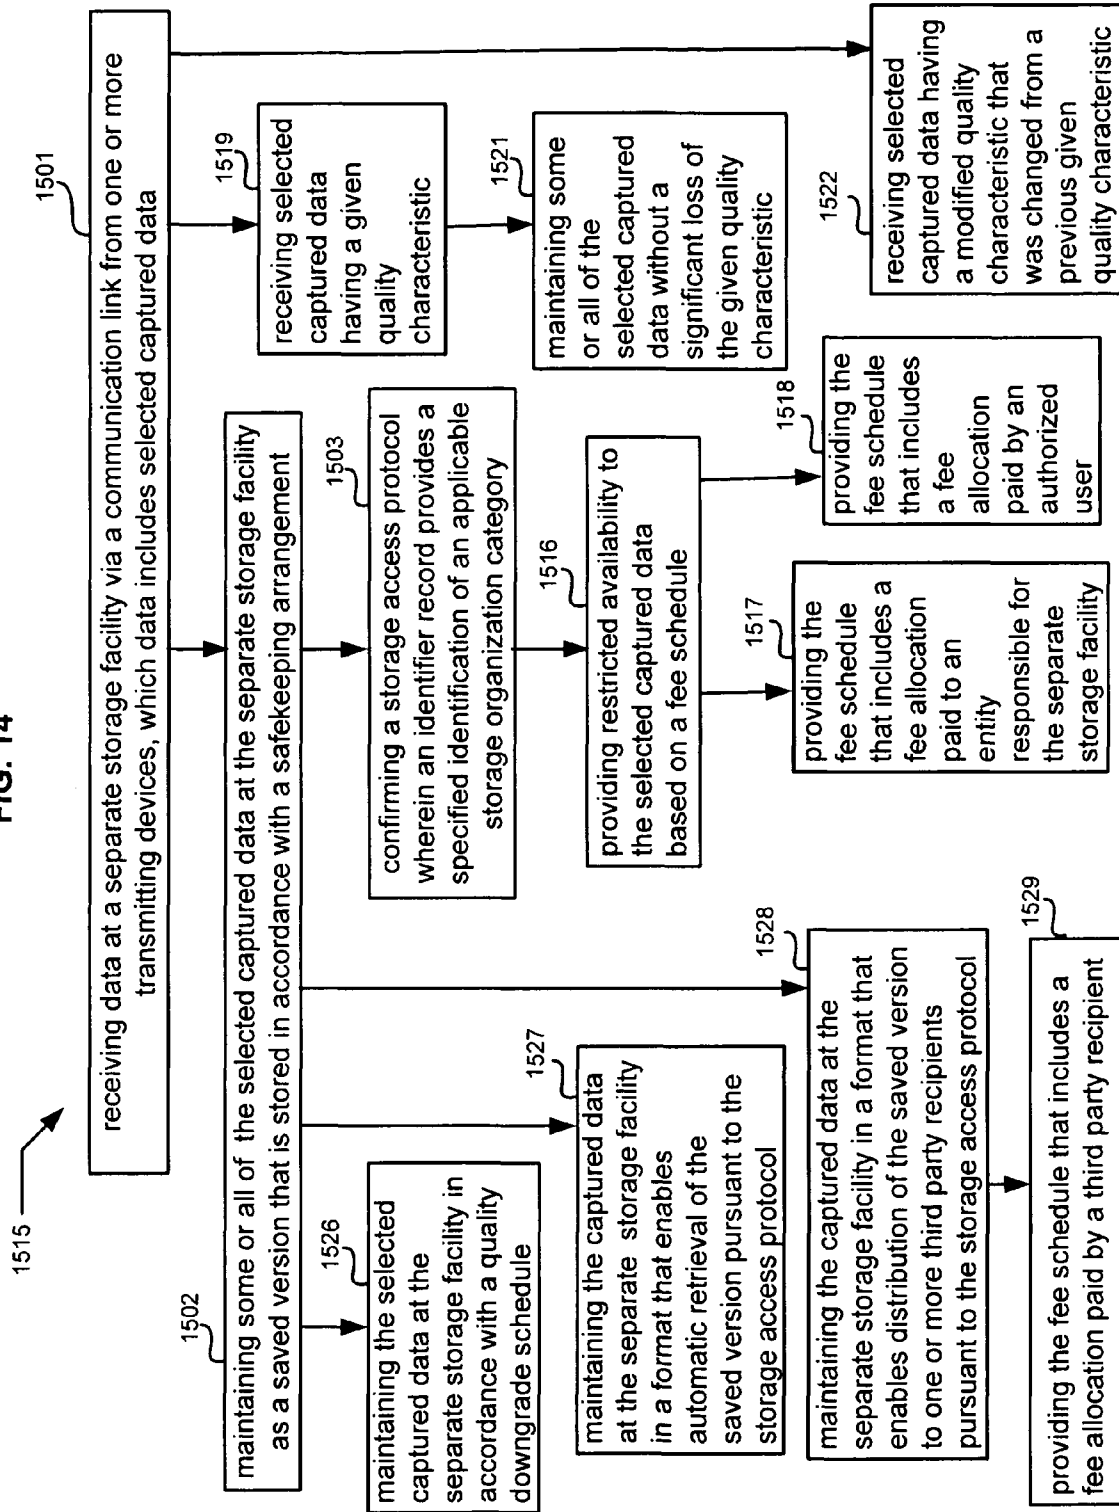 FIG. 14
1515
1501
receiving data at a separate storage facility via a communication link from one or more
transmitting devices, which data includes selected captured data
1502
maintaining some or all of the selected captured data at the separate storage facility
as a saved version that is stored in accordance with a safekeeping arrangement
1519
receiving selected
captured data
having a given
quality
characteristic
1526
maintaining the selected
captured data at the
separate storage facility in
accordance with a quality
downgrade schedule
1503
confirming a storage access protocol
wherein an identifier record provides a
specified identification of an applicable
storage organization category
1521
maintaining some
or all of the
selected captured
data without a
significant loss of
the given quality
characteristic
1527
maintaining the captured data
at the separate storage facility
in a format that enables
automatic retrieval of the
saved version pursuant to the
storage access protocol
1516
providing restricted availability to
the selected captured data
based on a fee schedule
1528
maintaining the captured data at the
separate storage facility in a format that
enables distribution of the saved version
to one or more third party recipients
pursuant to the storage access protocol
1517
providing the
fee schedule
that includes a
fee allocation
paid to an
entity
responsible for
the separate
storage facility
1518
providing the
fee schedule
that includes
a fee
allocation
paid by an
authorized
user
1522
receiving selected
captured data having
a modified quality
characteristic that
was changed from a
previous given
quality characteristic
1529
providing the fee schedule that includes a
fee allocation paid by a third party recipient